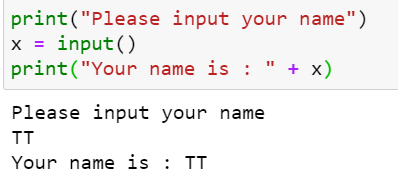 print("Please input your name")
x = input()
print("Your name is : " + x)
Please input your name
TT
Your name is : TT